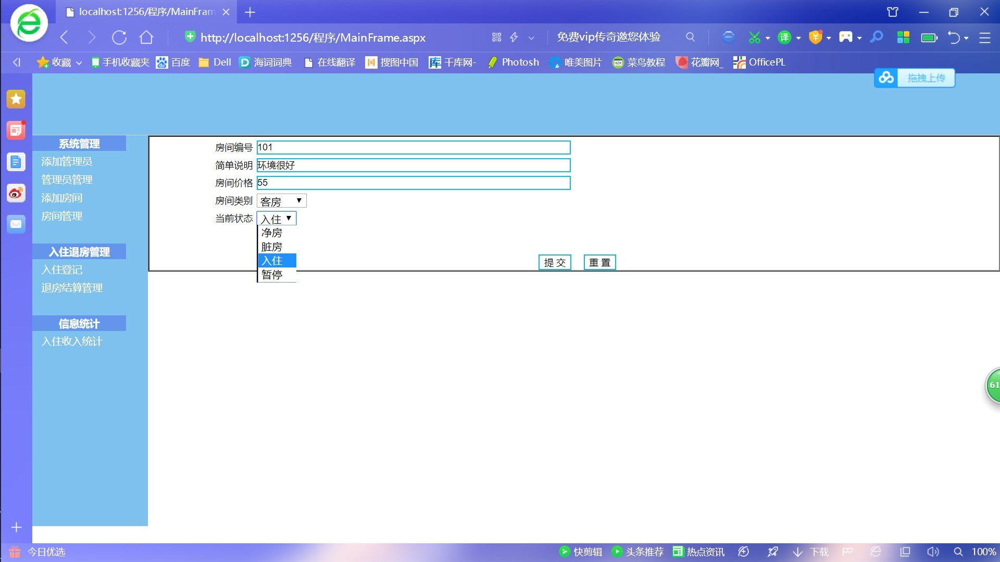 localhost:1256/程序/MainFram
http://localhost:1256/程序/MainFrame.aspx
免费vip传奇邀您体验
译
收藏
手机收藏夹
百度
Dell
海词词典
在线翻译
搜图中国
库
千库网-
Photosh
唯美图片
菜鸟教程
花瓣网_
OfficePL
拖拽上传
系统管理
添加管理员
管理员管理
添加房间
房间管理
入住退房管理
入住登记
退房结算管理
信息统计
入住收入统计
房间编号 101
简单说明 环境很好
房间价格 55
房间类别 客房
当前状态 入住
净房
脏房
入住
暂停
提 交
重 置
61
今日优选
快剪辑
头条推荐
热点资讯
下载
100%